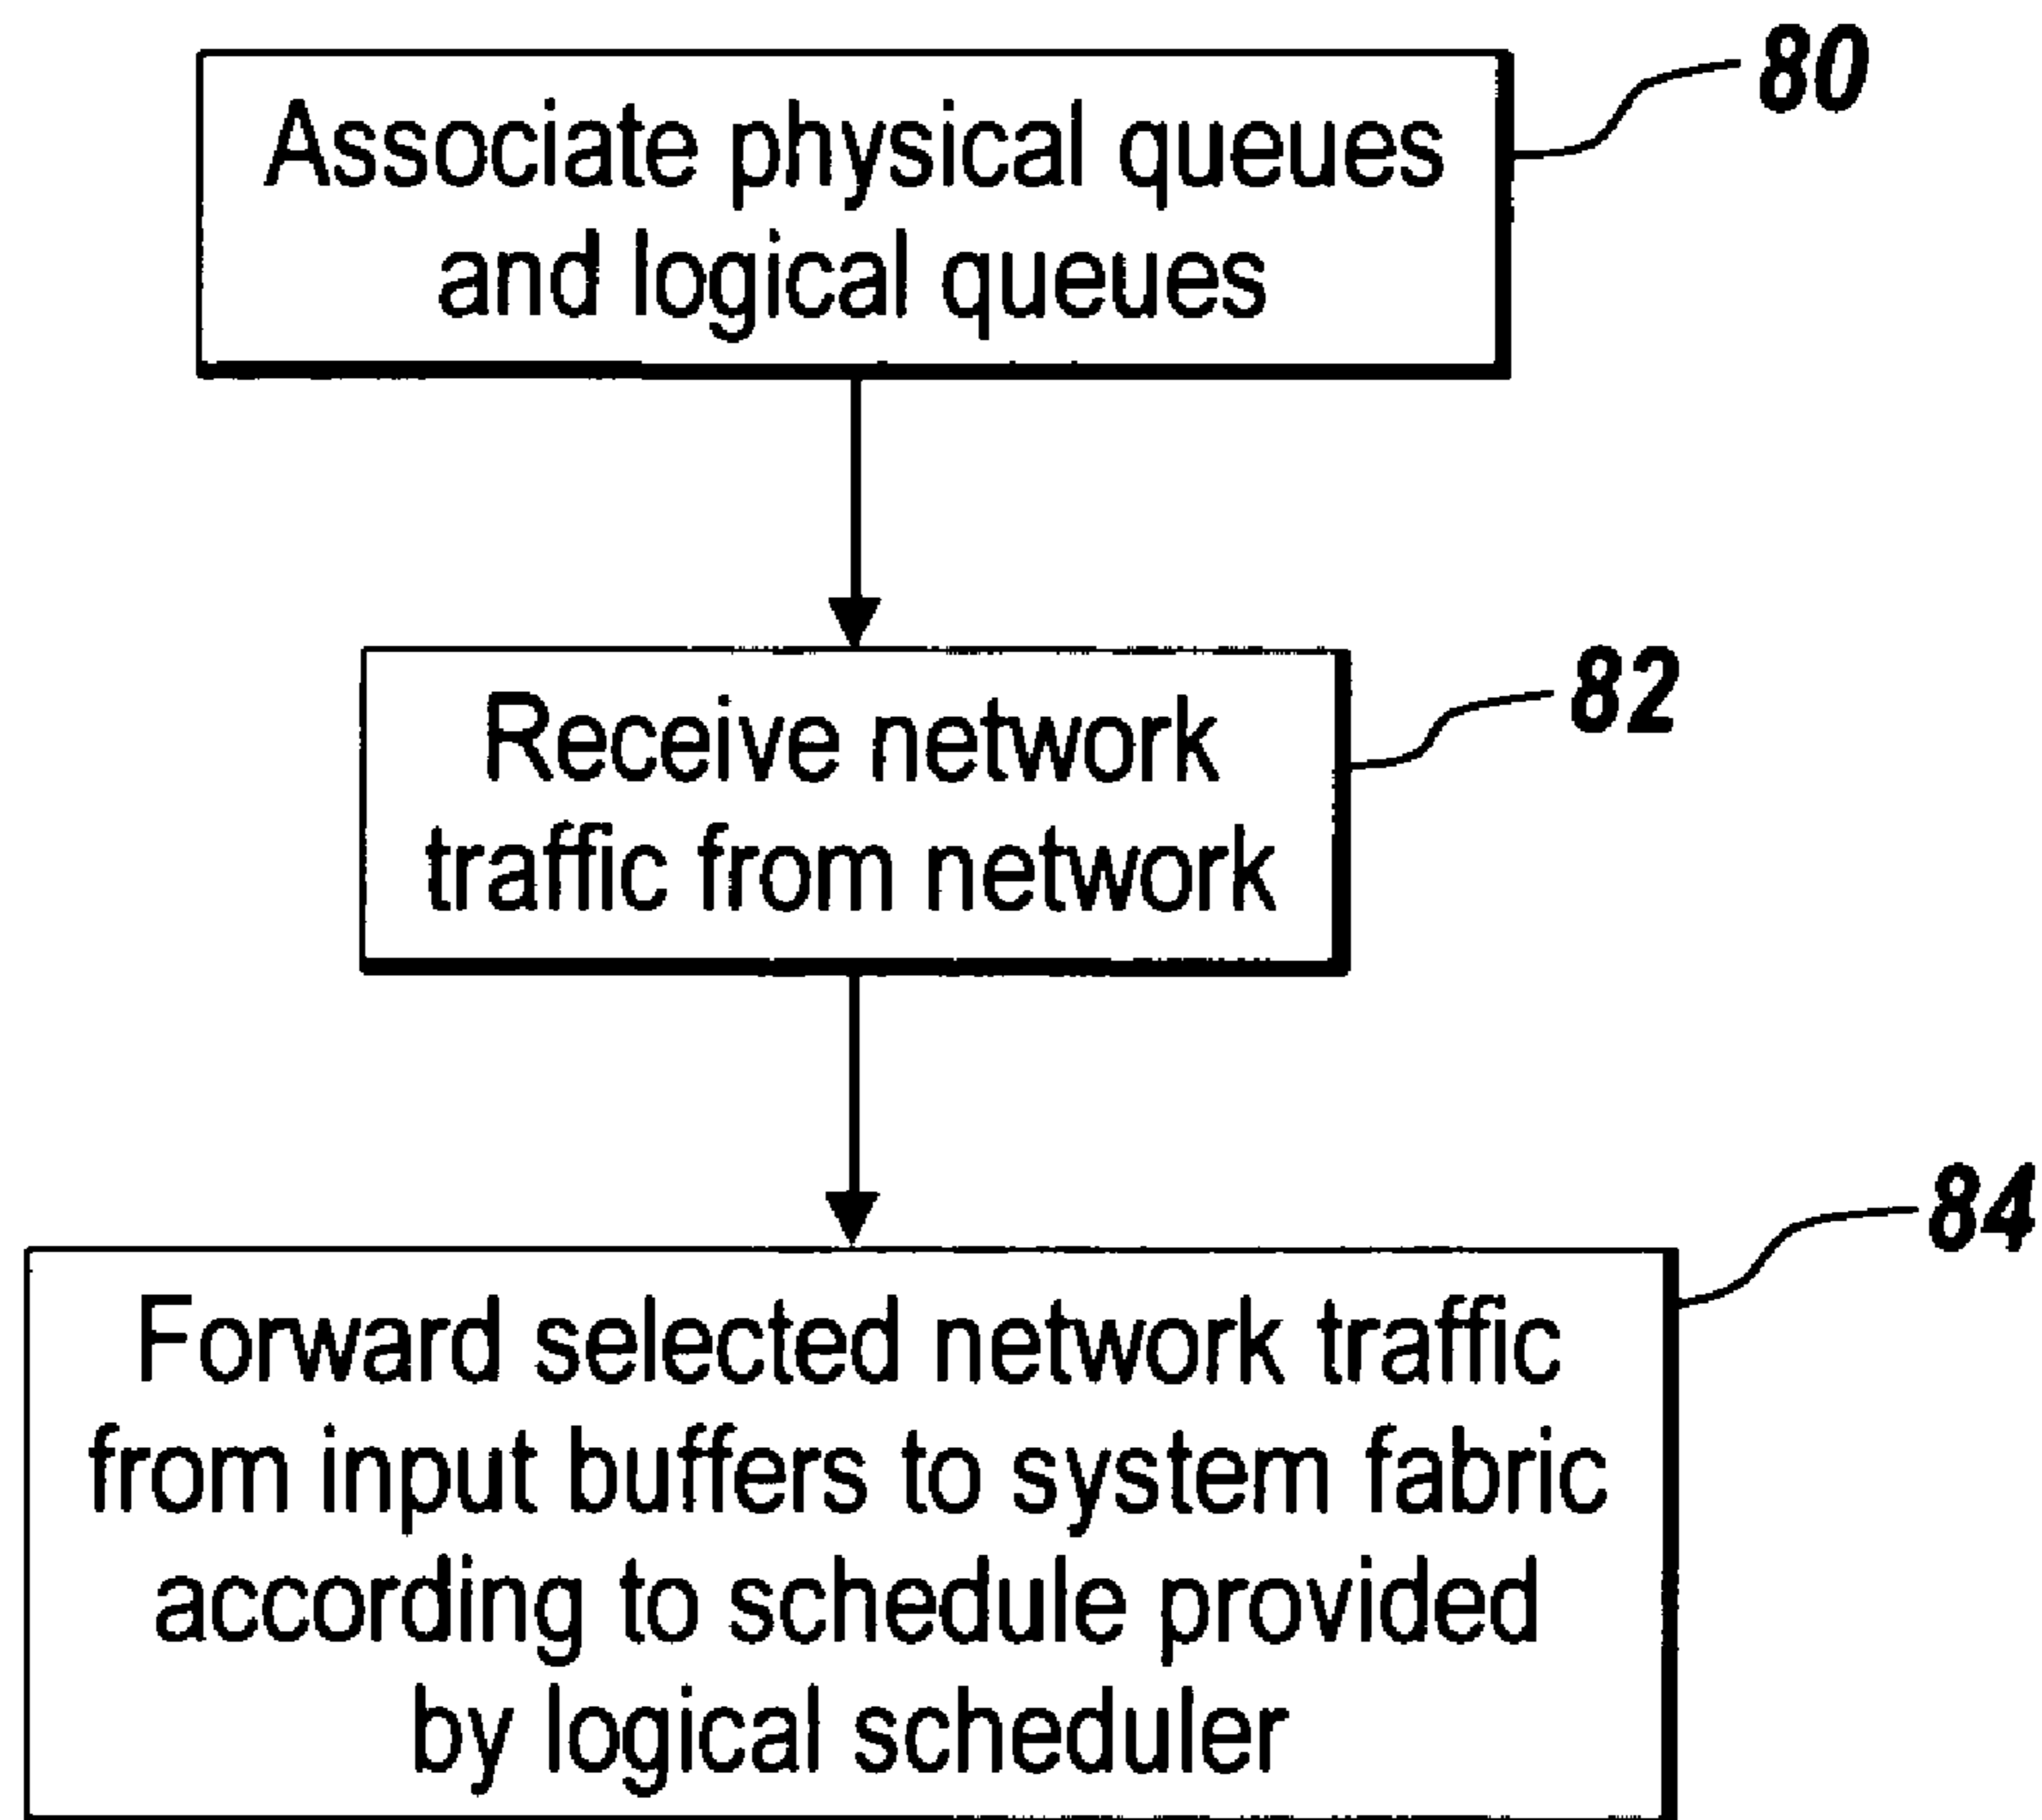 80
Associate physical queues
and logical queues
82
Receive network
traffic from network
84
Forward selected network traffic
from input buffers to system fabric
according to schedule provided
by logical scheduler